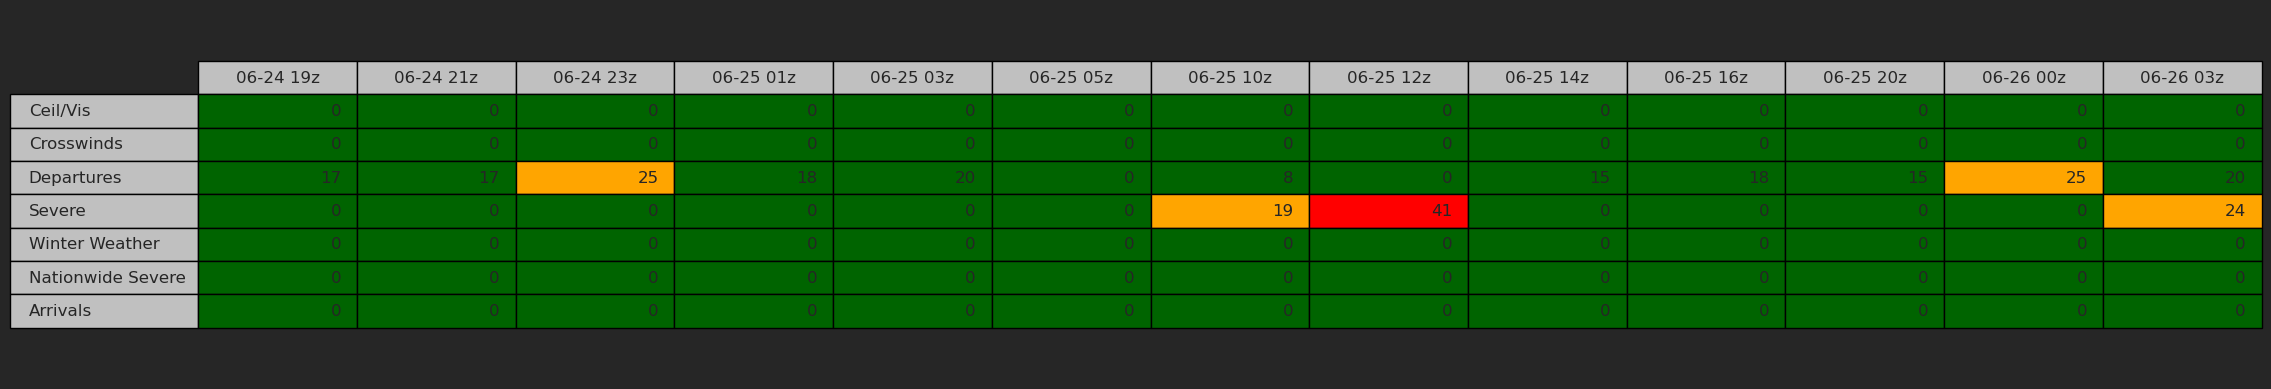 06-24 19z 06-24 21z 06-24 23z 06-25 01z 06-25 03z 06-25 05z 06-25 10z 06-25 12z 06-25 14z 06-25 16z 06-25 20z 06-26 00z 06-26 03z
Ceil/Vis 0 0 0 0 0 0 0 0 0 0 0 0 0
Crosswinds 0 0 0 0 0 0 0 0 0 0 0 0 0
Departures 17 17 25 18 20 0 8 0 15 18 15 25 20
Severe 0 0 0 0 0 0 19 41 0 0 0 0 24
Winter Weather 0 0 0 0 0 0 0 0 0 0 0 0 0
Nationwide Severe 0 0 0 0 0 0 0 0 0 0 0 0 0
Arrivals 0 0 0 0 0 0 0 0 0 0 0 0 0